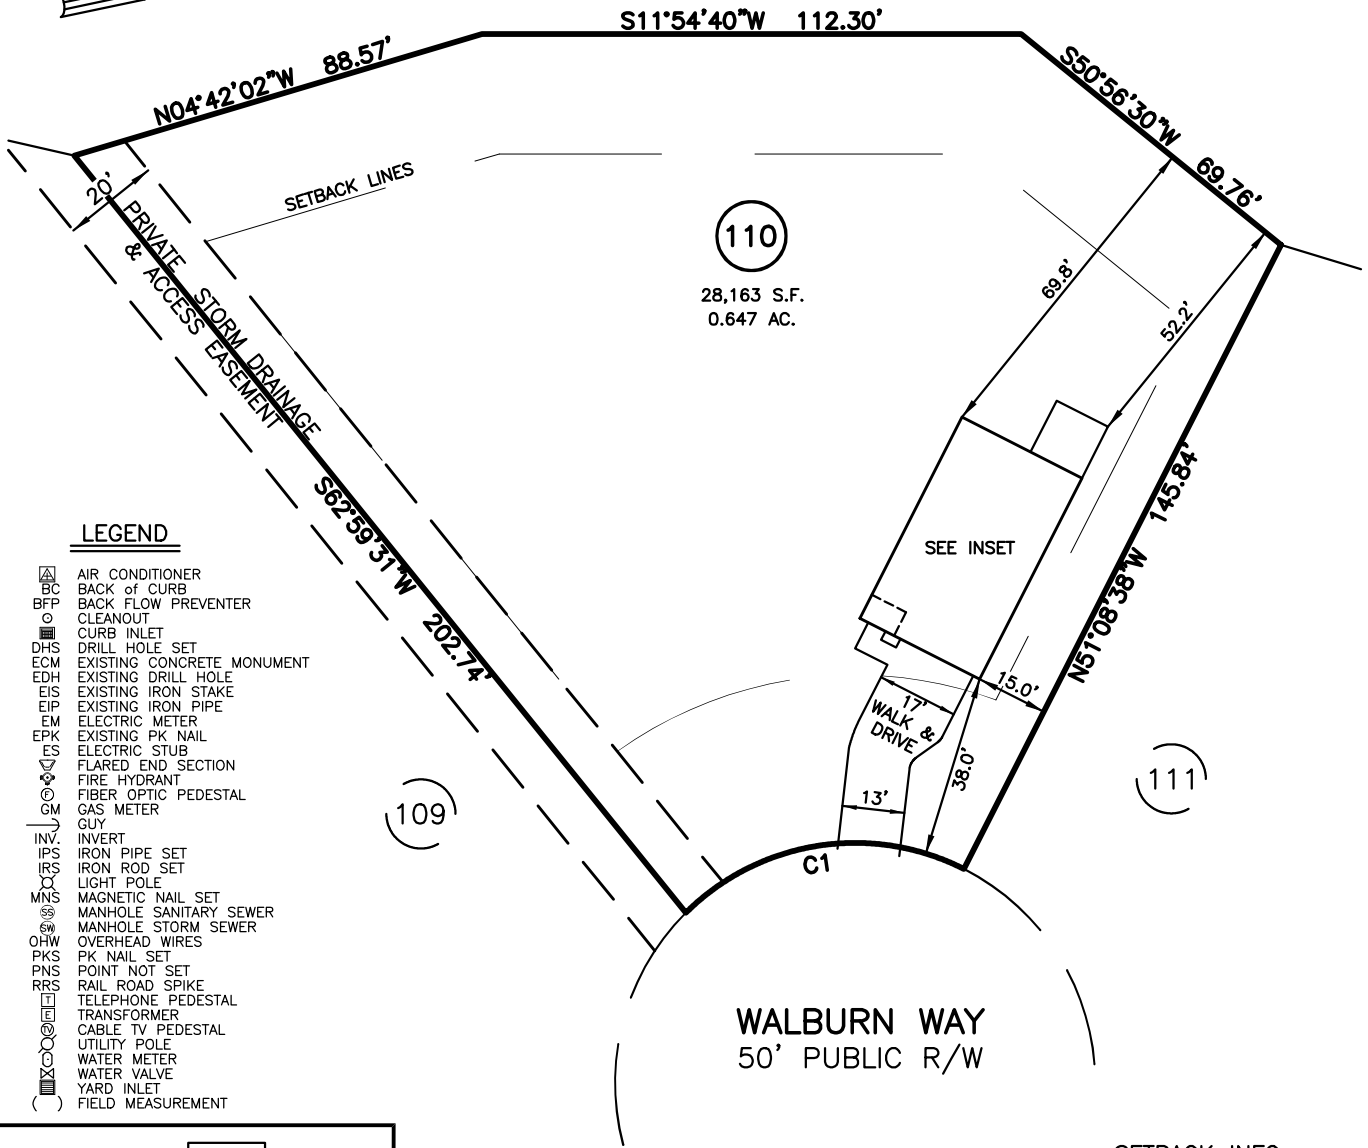 S11°54'40"W 112.30'
N04°42'02"W 88.57'
S50°56'30"W 69.76'
20'
SETBACK LINES
PRIVATE STORM DRAINAGE
& ACCESS EASEMENT
110
28,163 S.F.
0.647 AC.
69.8'
52.2'
S62°59'31"W 202.74'
N51°08'38"W 145.84'
SEE INSET
15.0'
17'
WALK &
DRIVE
38.0'
13'
C1
109
111
WALBURN WAY
50' PUBLIC R/W
LEGEND
AIR CONDITIONER
BC BACK of CURB
BFP BACK FLOW PREVENTER
CLEANOUT
CURB INLET
DHS DRILL HOLE SET
ECM EXISTING CONCRETE MONUMENT
EDH EXISTING DRILL HOLE
EIS EXISTING IRON STAKE
EIP EXISTING IRON PIPE
EM ELECTRIC METER
EPK EXISTING PK NAIL
ES ELECTRIC STUB
FLARED END SECTION
FIRE HYDRANT
F FIBER OPTIC PEDESTAL
GM GAS METER
GUY
INV. INVERT
IPS IRON PIPE SET
IRS IRON ROD SET
LIGHT POLE
MNS MAGNETIC NAIL SET
SS MANHOLE SANITARY SEWER
SW MANHOLE STORM SEWER
OHW OVERHEAD WIRES
PKS PK NAIL SET
PNS POINT NOT SET
RRS RAIL ROAD SPIKE
T TELEPHONE PEDESTAL
E TRANSFORMER
TV CABLE TV PEDESTAL
UTILITY POLE
WATER METER
WATER VALVE
YARD INLET
( ) FIELD MEASUREMENT